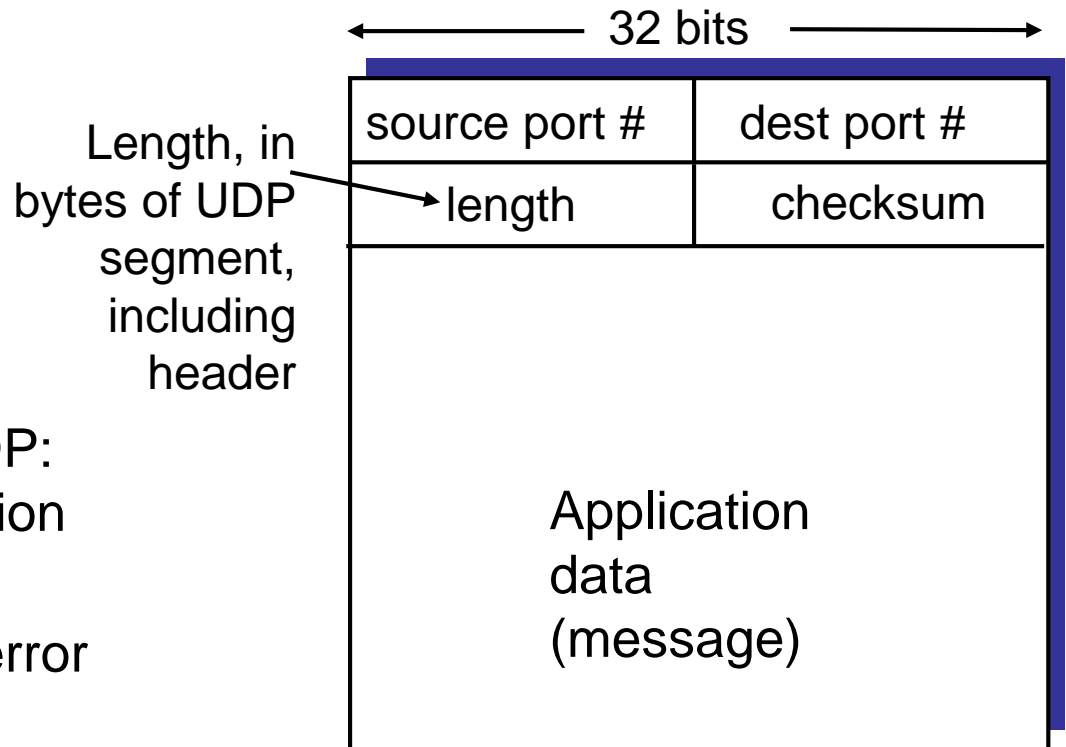 32 bits
source port # dest port #
Length, in
bytes of UDP
segment,
including
header
length checksum
P:
ion
error
Application
data
(message)